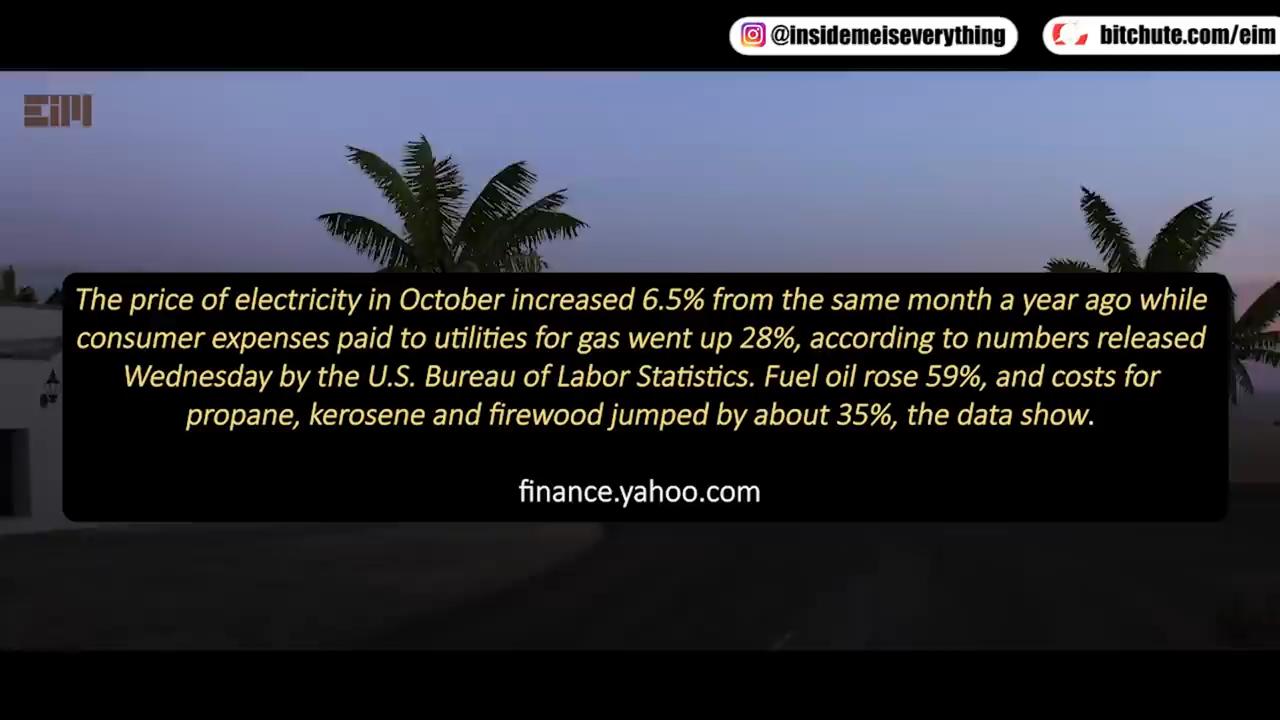 @insidemeiseverything
bitchute.com/eim
EiM
The price of electricity in October increased 6.5% from the same month a year ago while
consumer expenses paid to utilities for gas went up 28%, according to numbers released
Wednesday by the U.S. Bureau of Labor Statistics. Fuel oil rose 59%, and costs for
propane, kerosene and firewood jumped by about 35%, the data show.
finance.yahoo.com